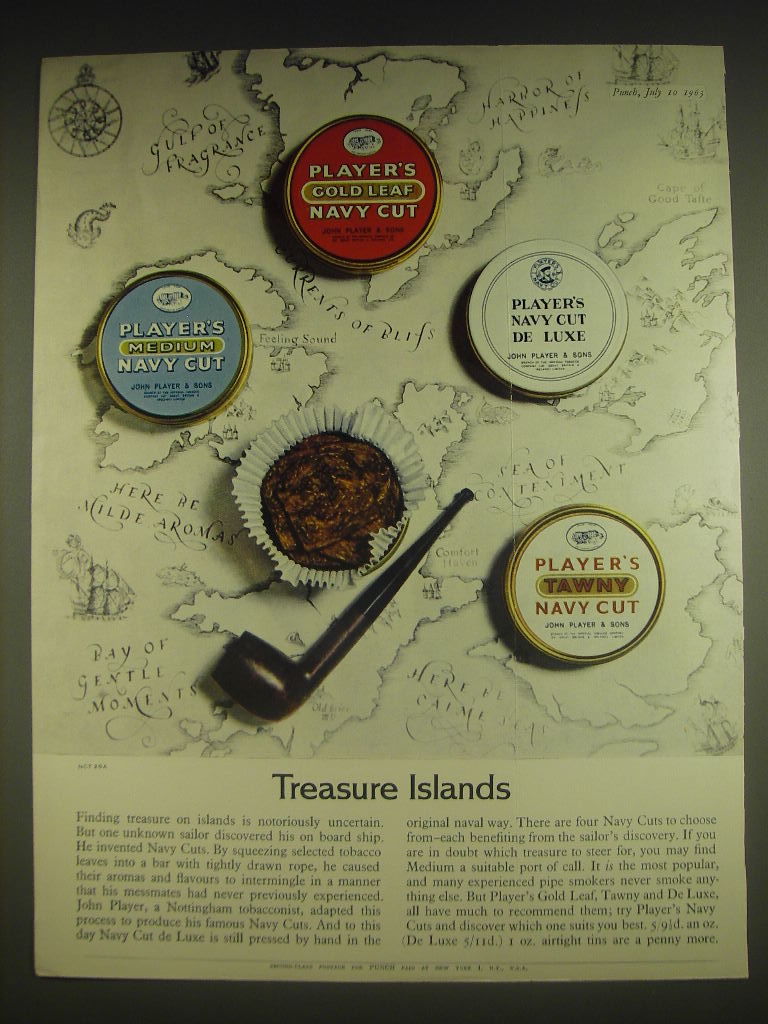 Punch, July 10 1963
HARBOR OF HAPPINESS
GULF OF FRAGRANCE
PLAYER'S
GOLD LEAF
NAVY CUT
JOHN PLAYER & SONS
Cape of
Good Taste
OF BLISS
PLAYER'S
NAVY CUT
DE LUXE
JOHN PLAYER & SONS
PLAYER'S
MEDIUM
NAVY CUT
JOHN PLAYER & SONS
Feeling Sound
SEA OF
CONTENTMENT
HERE BE
MILDE AROMAS
Comfort
Haven
PLAYER'S
TAWNY
NAVY CUT
JOHN PLAYER & SONS
BAY OF
GENTLE
MOMENTS
HERE BE
CALME SEAS
Treasure Islands
Finding treasure on islands is notoriously uncertain.
But one unknown sailor discovered his on board ship.
He invented Navy Cuts. By squeezing selected tobacco
leaves into a bar with tightly drawn rope, he caused
their aromas and flavours to intermingle in a manner
that his messmates had never previously experienced.
John Player, a Nottingham tobacconist, adapted this
process to produce his famous Navy Cuts. And to this
day Navy Cut de Luxe is still pressed by hand in the
original naval way. There are four Navy Cuts to choose
from–each benefiting from the sailor's discovery. If you
are in doubt which treasure to steer for, you may find
Medium a suitable port of call. It is the most popular,
and many experienced pipe smokers never smoke any-
thing else. But Player's Gold Leaf, Tawny and De Luxe,
all have much to recommend them; try Player's Navy
Cuts and discover which one suits you best. 5/9½d. an oz.
(De Luxe 5/11d.) 1 oz. airtight tins are a penny more.
SECOND-CLASS POSTAGE FOR PUNCH PAID AT NEW YORK 1, N.Y., U.S.A.